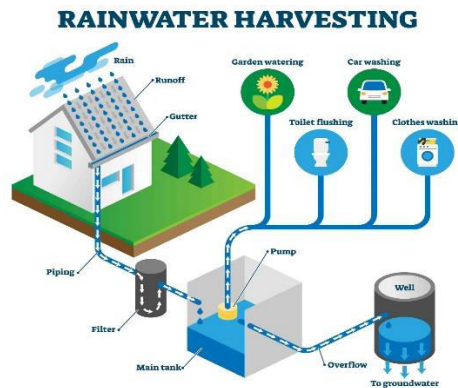 RAINWATER HARVESTING
Rain
Runoff
Gutter
Garden watering
Car washing
Toilet flushing
Clothes washin
Piping
Filter
Pump
Main tank
Overflow
Well
To groundwater